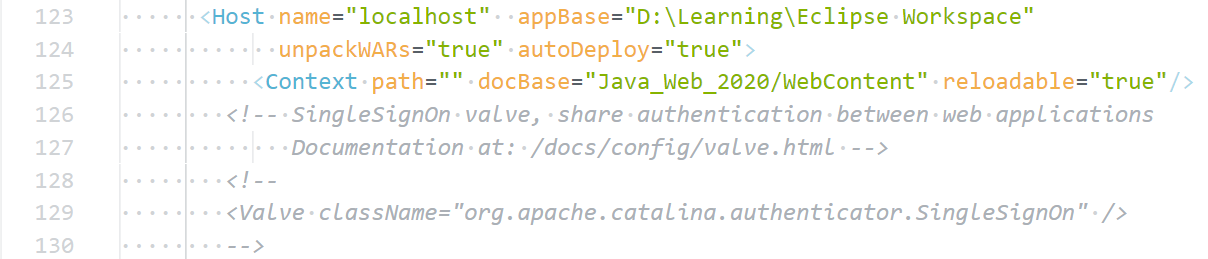 123 <Host name="localhost"  appBase="D:\Learning\Eclipse Workspace"
124 unpackWARs="true" autoDeploy="true">
125 <Context path="" docBase="Java_Web_2020/WebContent" reloadable="true"/>
126 <!-- SingleSignOn valve, share authentication between web applications
127 Documentation at: /docs/config/valve.html -->
128 <!--
129 <Valve className="org.apache.catalina.authenticator.SingleSignOn" />
130 -->